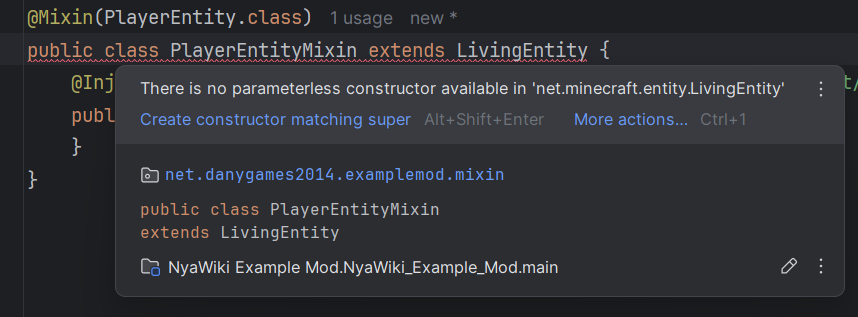 @Mixin(PlayerEntity.class) 1 usage new *
public class PlayerEntityMixin extends LivingEntity {
@Inj
There is no parameterless constructor available in 'net.minecraft.entity.LivingEntity'
Create constructor matching super Alt+Shift+Enter More actions... Ctrl+1
publ
}
}
net.danygames2014.examplemod.mixin
public class PlayerEntityMixin
extends LivingEntity
NyaWiki Example Mod.NyaWiki_Example_Mod.main